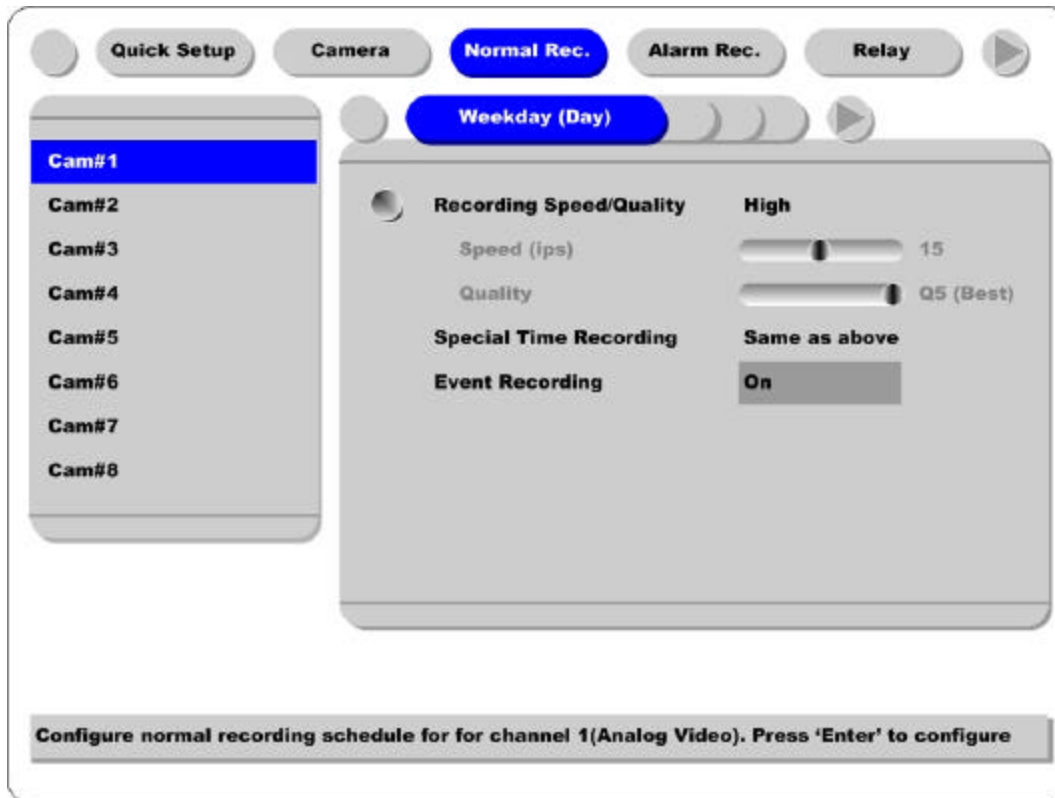 Quick Setup Camera Normal Rec. Alarm Rec. Relay
Weekday (Day)
Cam#1
Cam#2
Cam#3
Cam#4
Cam#5
Cam#6
Cam#7
Cam#8
Recording Speed/Quality High
Speed (ips) 15
Quality Q5 (Best)
Special Time Recording Same as above
Event Recording On
Configure normal recording schedule for for channel 1(Analog Video). Press ‘Enter’ to configure